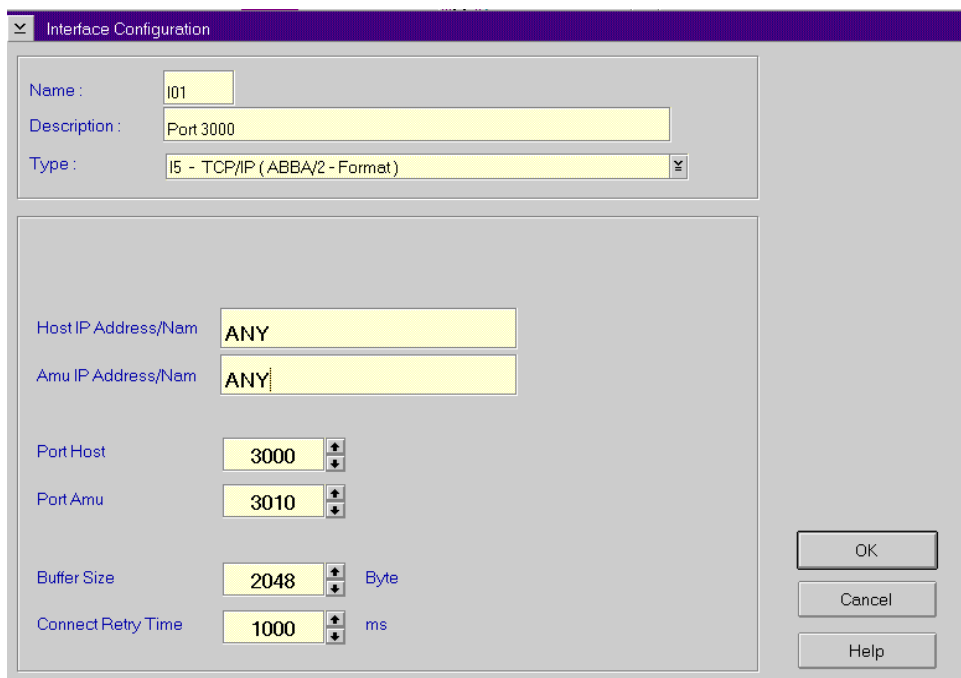 Interface Configuration
Name : I01
Description : Port 3000
Type : I5 - TCP/IP ( ABBA/2 - Format )
Host IP Address/Nam ANY
Amu IP Address/Nam ANY
Port Host 3000
Port Amu 3010
Buffer Size 2048 Byte
Connect Retry Time 1000 ms
OK
Cancel
Help